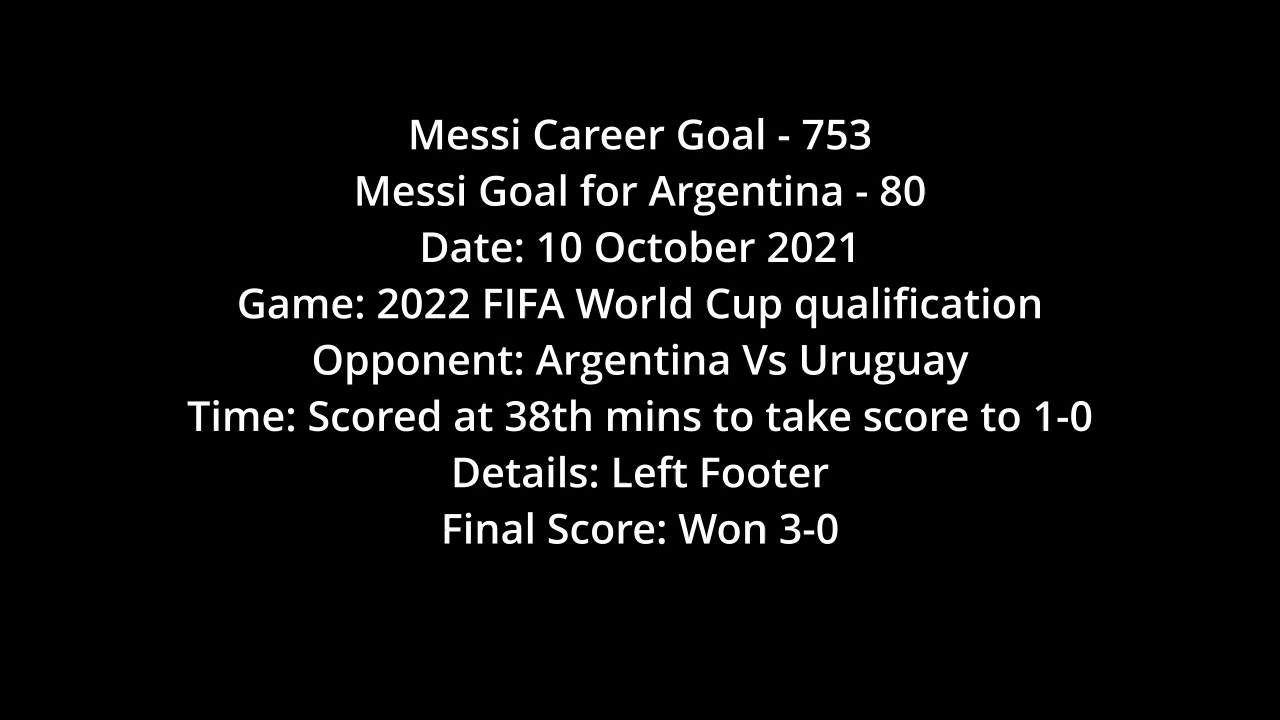 Messi Career Goal - 753
Messi Goal for Argentina - 80
Date: 10 October 2021
Game: 2022 FIFA World Cup qualification
Opponent: Argentina Vs Uruguay
Time: Scored at 38th mins to take score to 1-0
Details: Left Footer
Final Score: Won 3-0